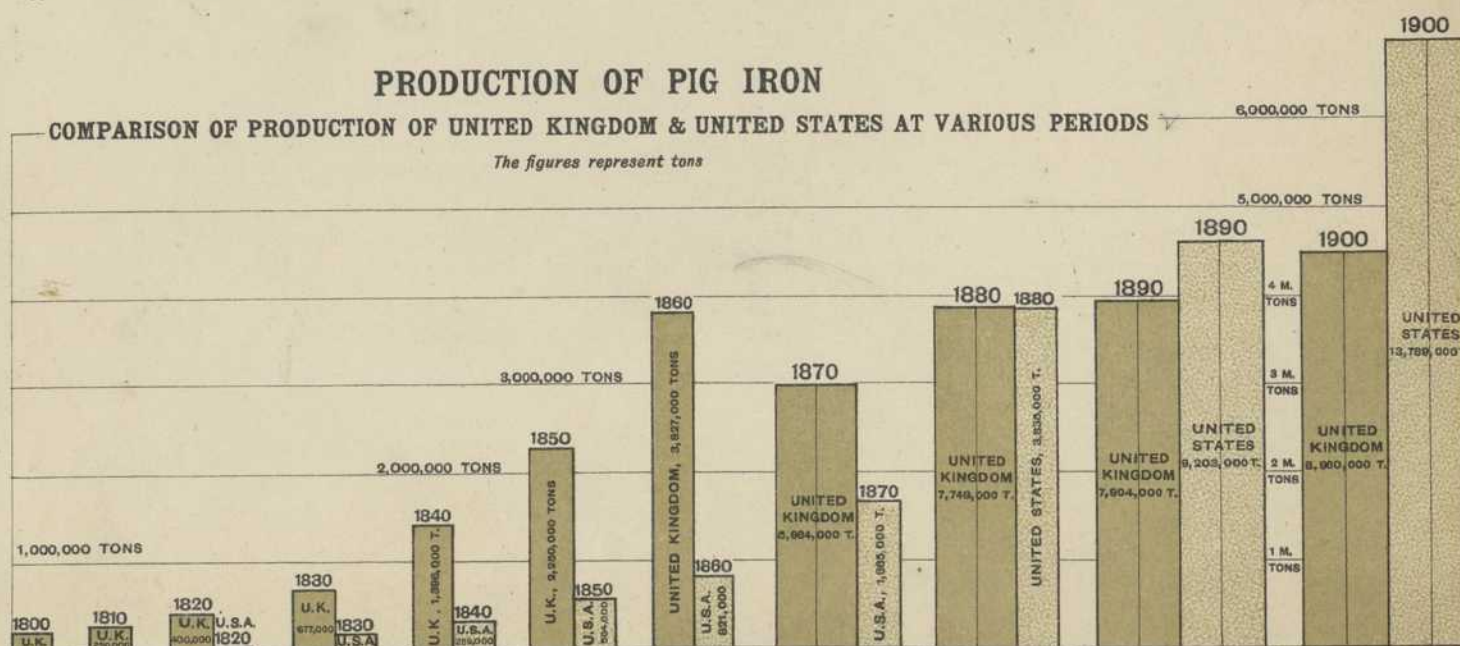 1900
PRODUCTION OF PIG IRON
6,000,000 TONS
COMPARISON OF PRODUCTION OF UNITED KINGDOM & UNITED STATES AT VARIOUS PERIODS
The figures represent tons
5,000,000 TONS
1890
1900
4 M.
TONS
1880
1880
1890
1860
UNITED
STATES
13,789,000 T
3 M.
TONS
3,000,000 TONS
1870
1850
2,000,000 TONS
UNITED
STATES
9,203,000 T.
2 M.
TONS
UNITED
KINGDOM
8,960,000 T.
UNITED
KINGDOM
7,904,000 T.
UNITED
KINGDOM
7,749,000 T.
UNITED STATES, 3,835,000 T.
1870
UNITED
KINGDOM
5,964,000 T.
U.S.A., 1,665,000 T.
UNITED KINGDOM, 3,827,000 TONS
1860
U.S.A.
821,000
1 M.
TONS
1840
U.K., 1,396,000 T.
U.K., 2,250,000 TONS
1850
U.S.A.
564,000
1,000,000 TONS
1830
U.K.
677,000
1840
U.S.A.
1820
U.K.
400,000
U.S.A.
1820
1830
U.S.A.
1810
U.K.
1800
U.K.